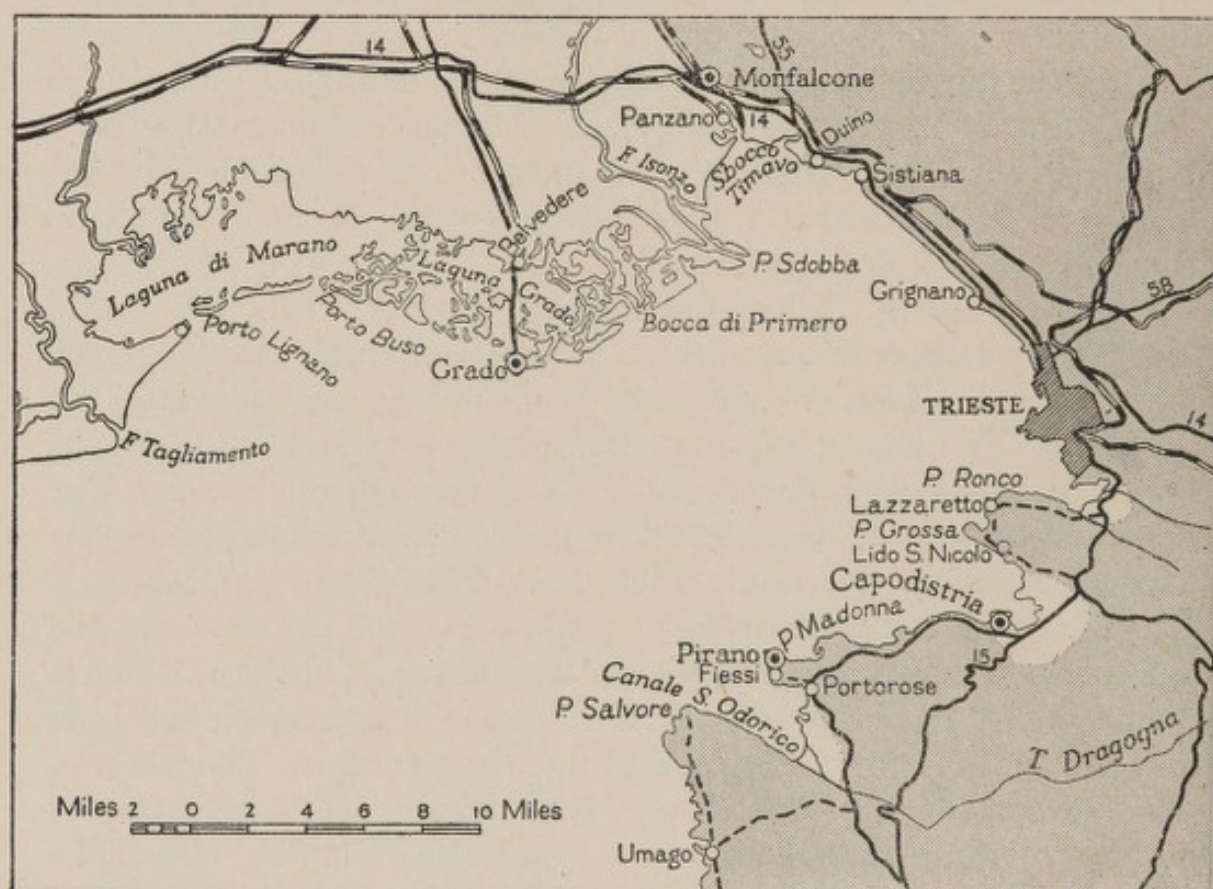 14
55
Monfalcone
Panzano
14
Duino
F. Isonzo
Sbocco
Timavo
Sistiana
Belvedere
Laguna di Marano
Laguna
Grado
P. Sdobba
Grignano
58
Porto Lignano
Porto Buso
Bocca di Primero
Grado
TRIESTE
14
F Tagliamento
P. Ronco
Lazzaretto
P. Grossa
Lido S. Nicolo
Capodistria
P Madonna
Pirano
Fiessi
15
Canale S. Odorico
Portorose
P. Salvore
T Dragogna
Miles 2 0 2 4 6 8 10 Miles
Umago